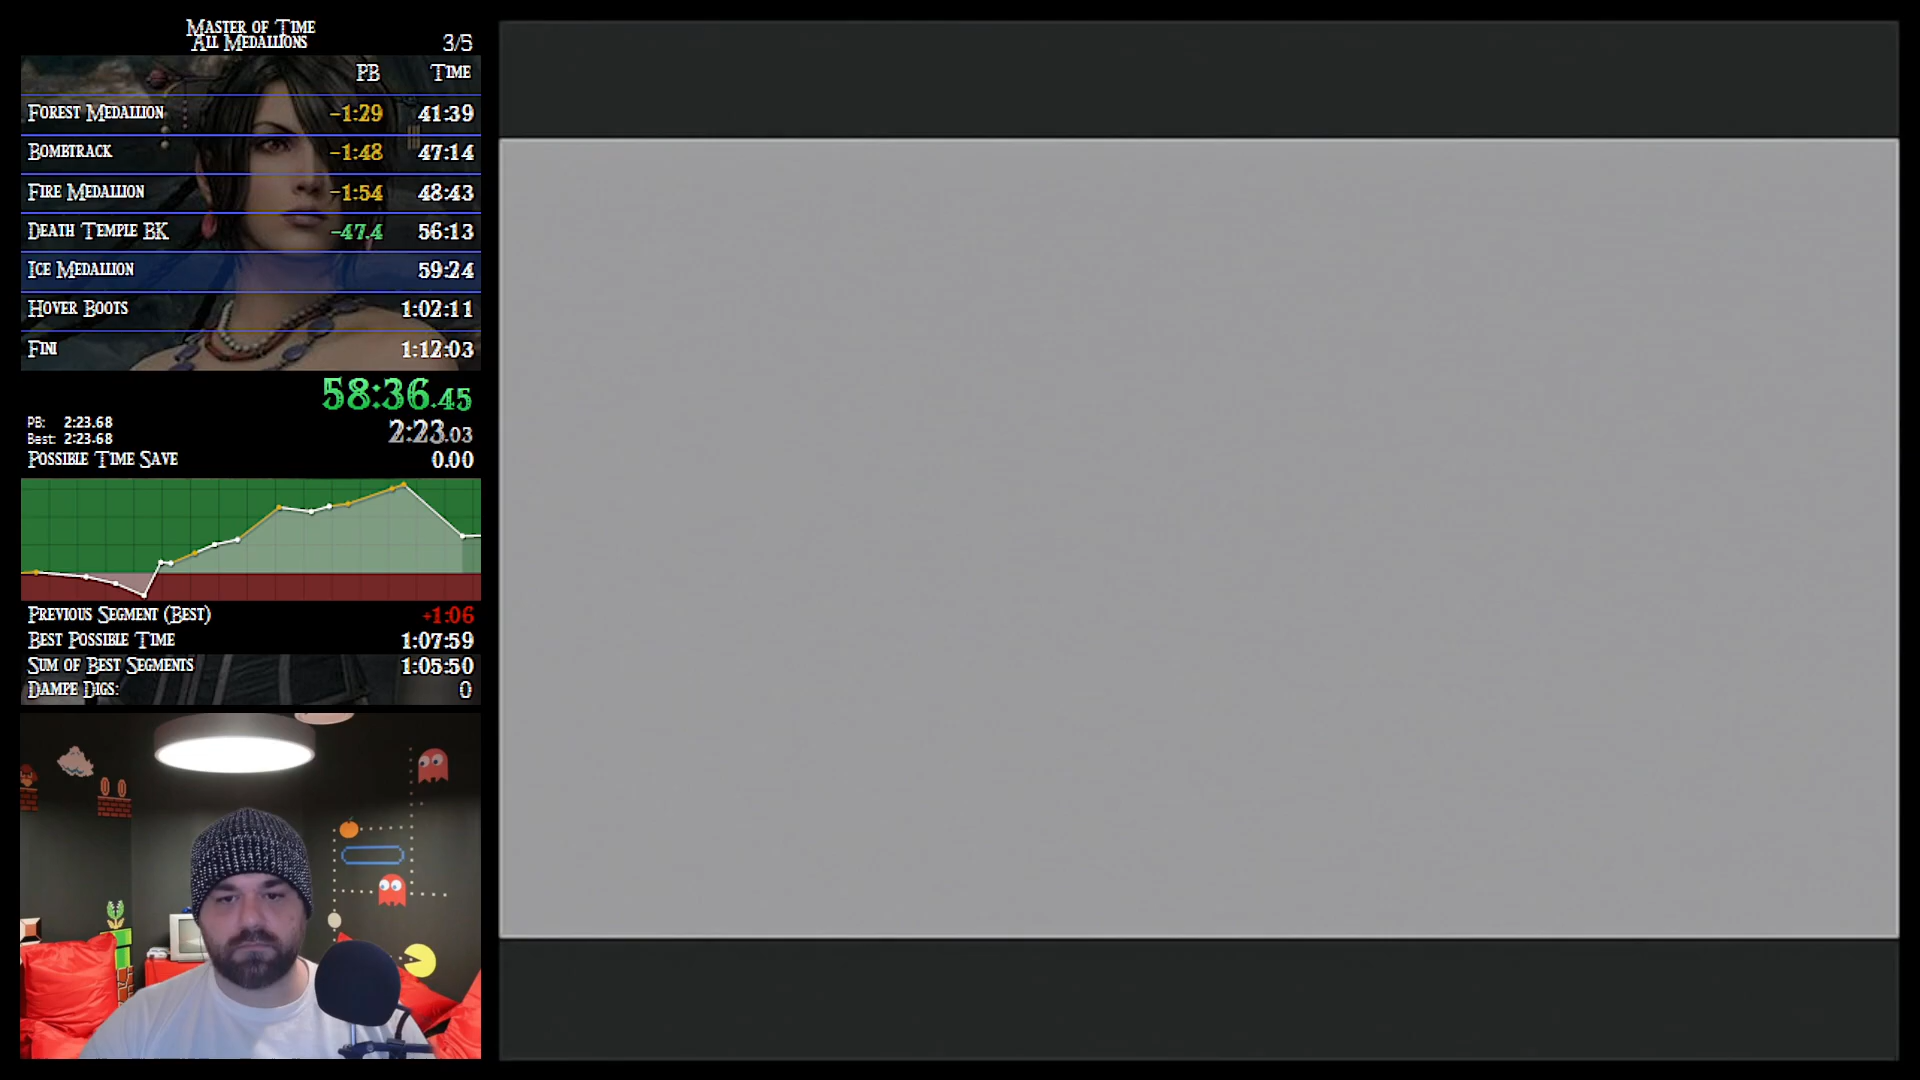 Master of Time
All Medallions
3/5
PB Time
Forest Medallion -1:29 41:39
Bombtrack -1:48 47:14
Fire Medallion -1:54 48:43
Death Temple BK -47.4 56:13
Ice Medallion 59:24
Hover Boots 1:02:11
Fini 1:12:03
58:36.45
PB: 2:23.68
Best: 2:23.68
2:23.03
Possible Time Save 0.00
Previous Segment (Best) +1:06
Best Possible Time 1:07:59
Sum of Best Segments 1:05:50
Dampe Digs: 0